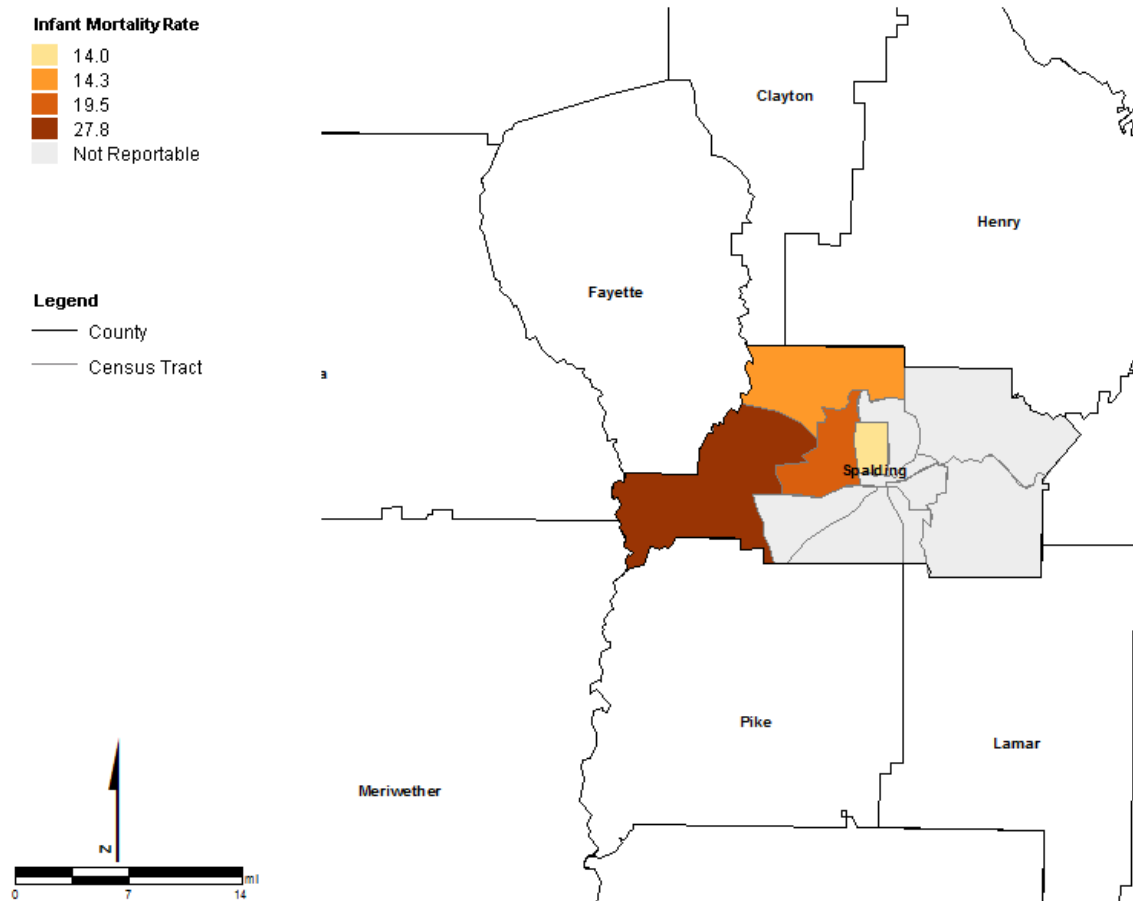 Infant Mortality Rate
14.0
14.3
19.5
27.8
Not Reportable
Legend
County
Census Tract
Clayton
Henry
Fayette
a
Spalding
Pike
Lamar
Meriwether
Z
mi
0 7 14